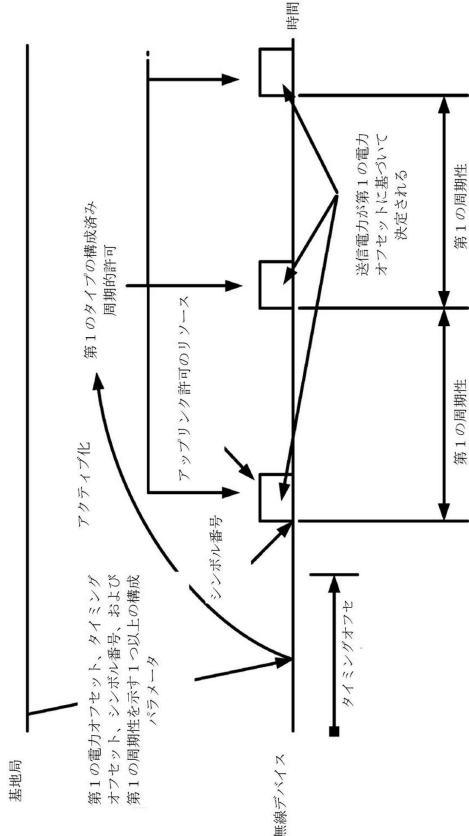 基地局
第1の電力オフセット、タイミング
オフセット、シンボル番号、および
第1の周期性を示す1つ以上の構成
パラメータ
アクティブ化
第1のタイプの構成済み
周期的許可
アップリンク許可のリソース
シンボル番号
無線デバイス
時間
タイミングオフセ
送信電力が第1の電力
オフセットに基づいて
決定される
第1の周期性
第1の周期性